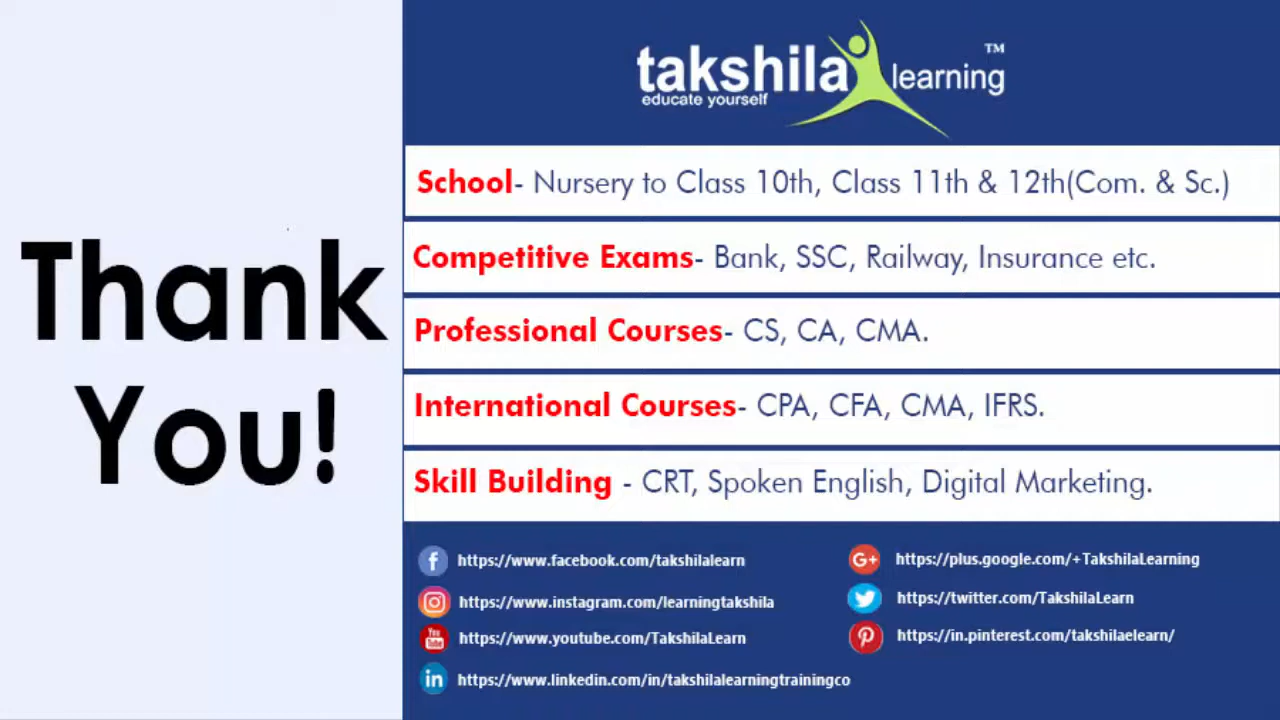 Thank
You!
takshila learning ™
educate yourself
School- Nursery to Class 10th, Class 11th & 12th(Com. & Sc.)
Competitive Exams- Bank, SSC, Railway, Insurance etc.
Professional Courses- CS, CA, CMA.
International Courses- CPA, CFA, CMA, IFRS.
Skill Building - CRT, Spoken English, Digital Marketing.
f https://www.facebook.com/takshilalearn
https://www.instagram.com/learningtakshila
You Tube https://www.youtube.com/TakshilaLearn
in https://www.linkedin.com/in/takshilalearningtrainingco
G+ https://plus.google.com/+TakshilaLearning
https://twitter.com/TakshilaLearn
https://in.pinterest.com/takshilaelearn/